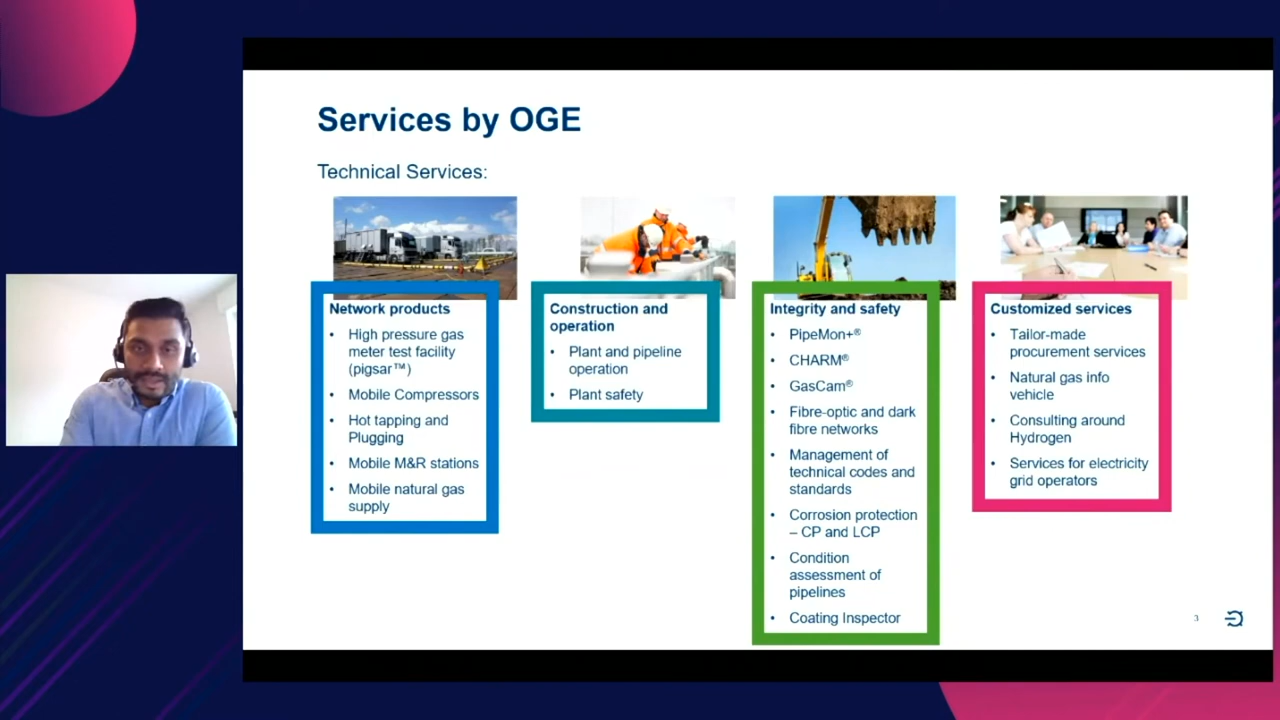 Services by OGE
Technical Services:
Network products
• High pressure gas
meter test facility
(pigsar™)
• Mobile Compressors
• Hot tapping and
Plugging
• Mobile M&R stations
• Mobile natural gas
supply
Construction and
operation
• Plant and pipeline
operation
• Plant safety
Integrity and safety
• PipeMon+®
• CHARM®
• GasCam®
• Fibre-optic and dark
fibre networks
• Management of
technical codes and
standards
• Corrosion protection
– CP and LCP
• Condition
assessment of
pipelines
• Coating Inspector
Customized services
• Tailor-made
procurement services
• Natural gas info
vehicle
• Consulting around
Hydrogen
• Services for electricity
grid operators
3